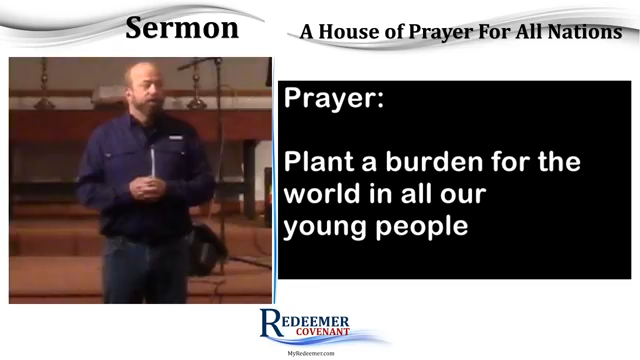 Sermon
A House of Prayer For All Nations
Prayer:
Plant a burden for the
world in all our
young people
REDEEMER
COVENANT
MyRedeemer.com